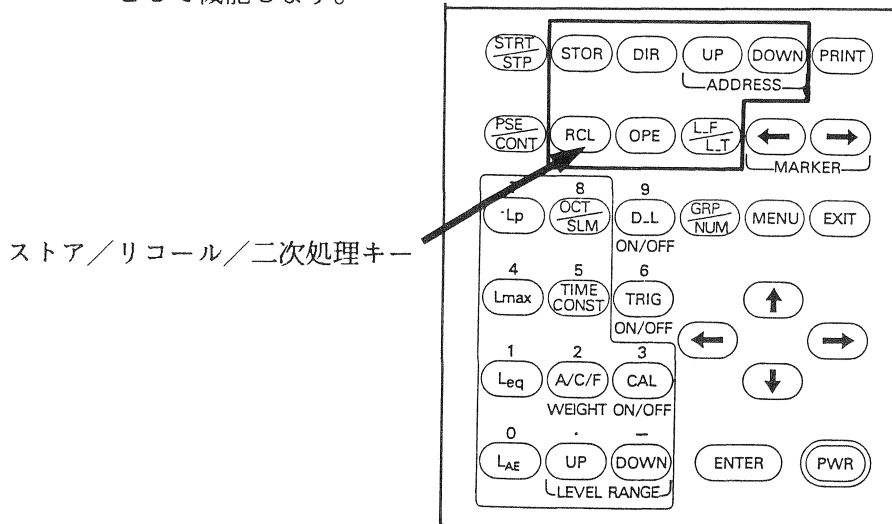 として機能します。
STRT/STP STOR DIR UP DOWN PRINT
ADDRESS
PSE/CONT RCL OPE L_F/L_T ← →
MARKER
8 9
Lp OCT/SLM D_L GRP/NUM MENU EXIT
ON/OFF
ストア／リコール／二次処理キー
4 5 6
Lmax TIME CONST TRIG ↑
ON/OFF
← →
1 2 3
Leq A/C/F CAL ↓
WEIGHT ON/OFF
0 . −
LAE UP DOWN ENTER PWR
LEVEL RANGE